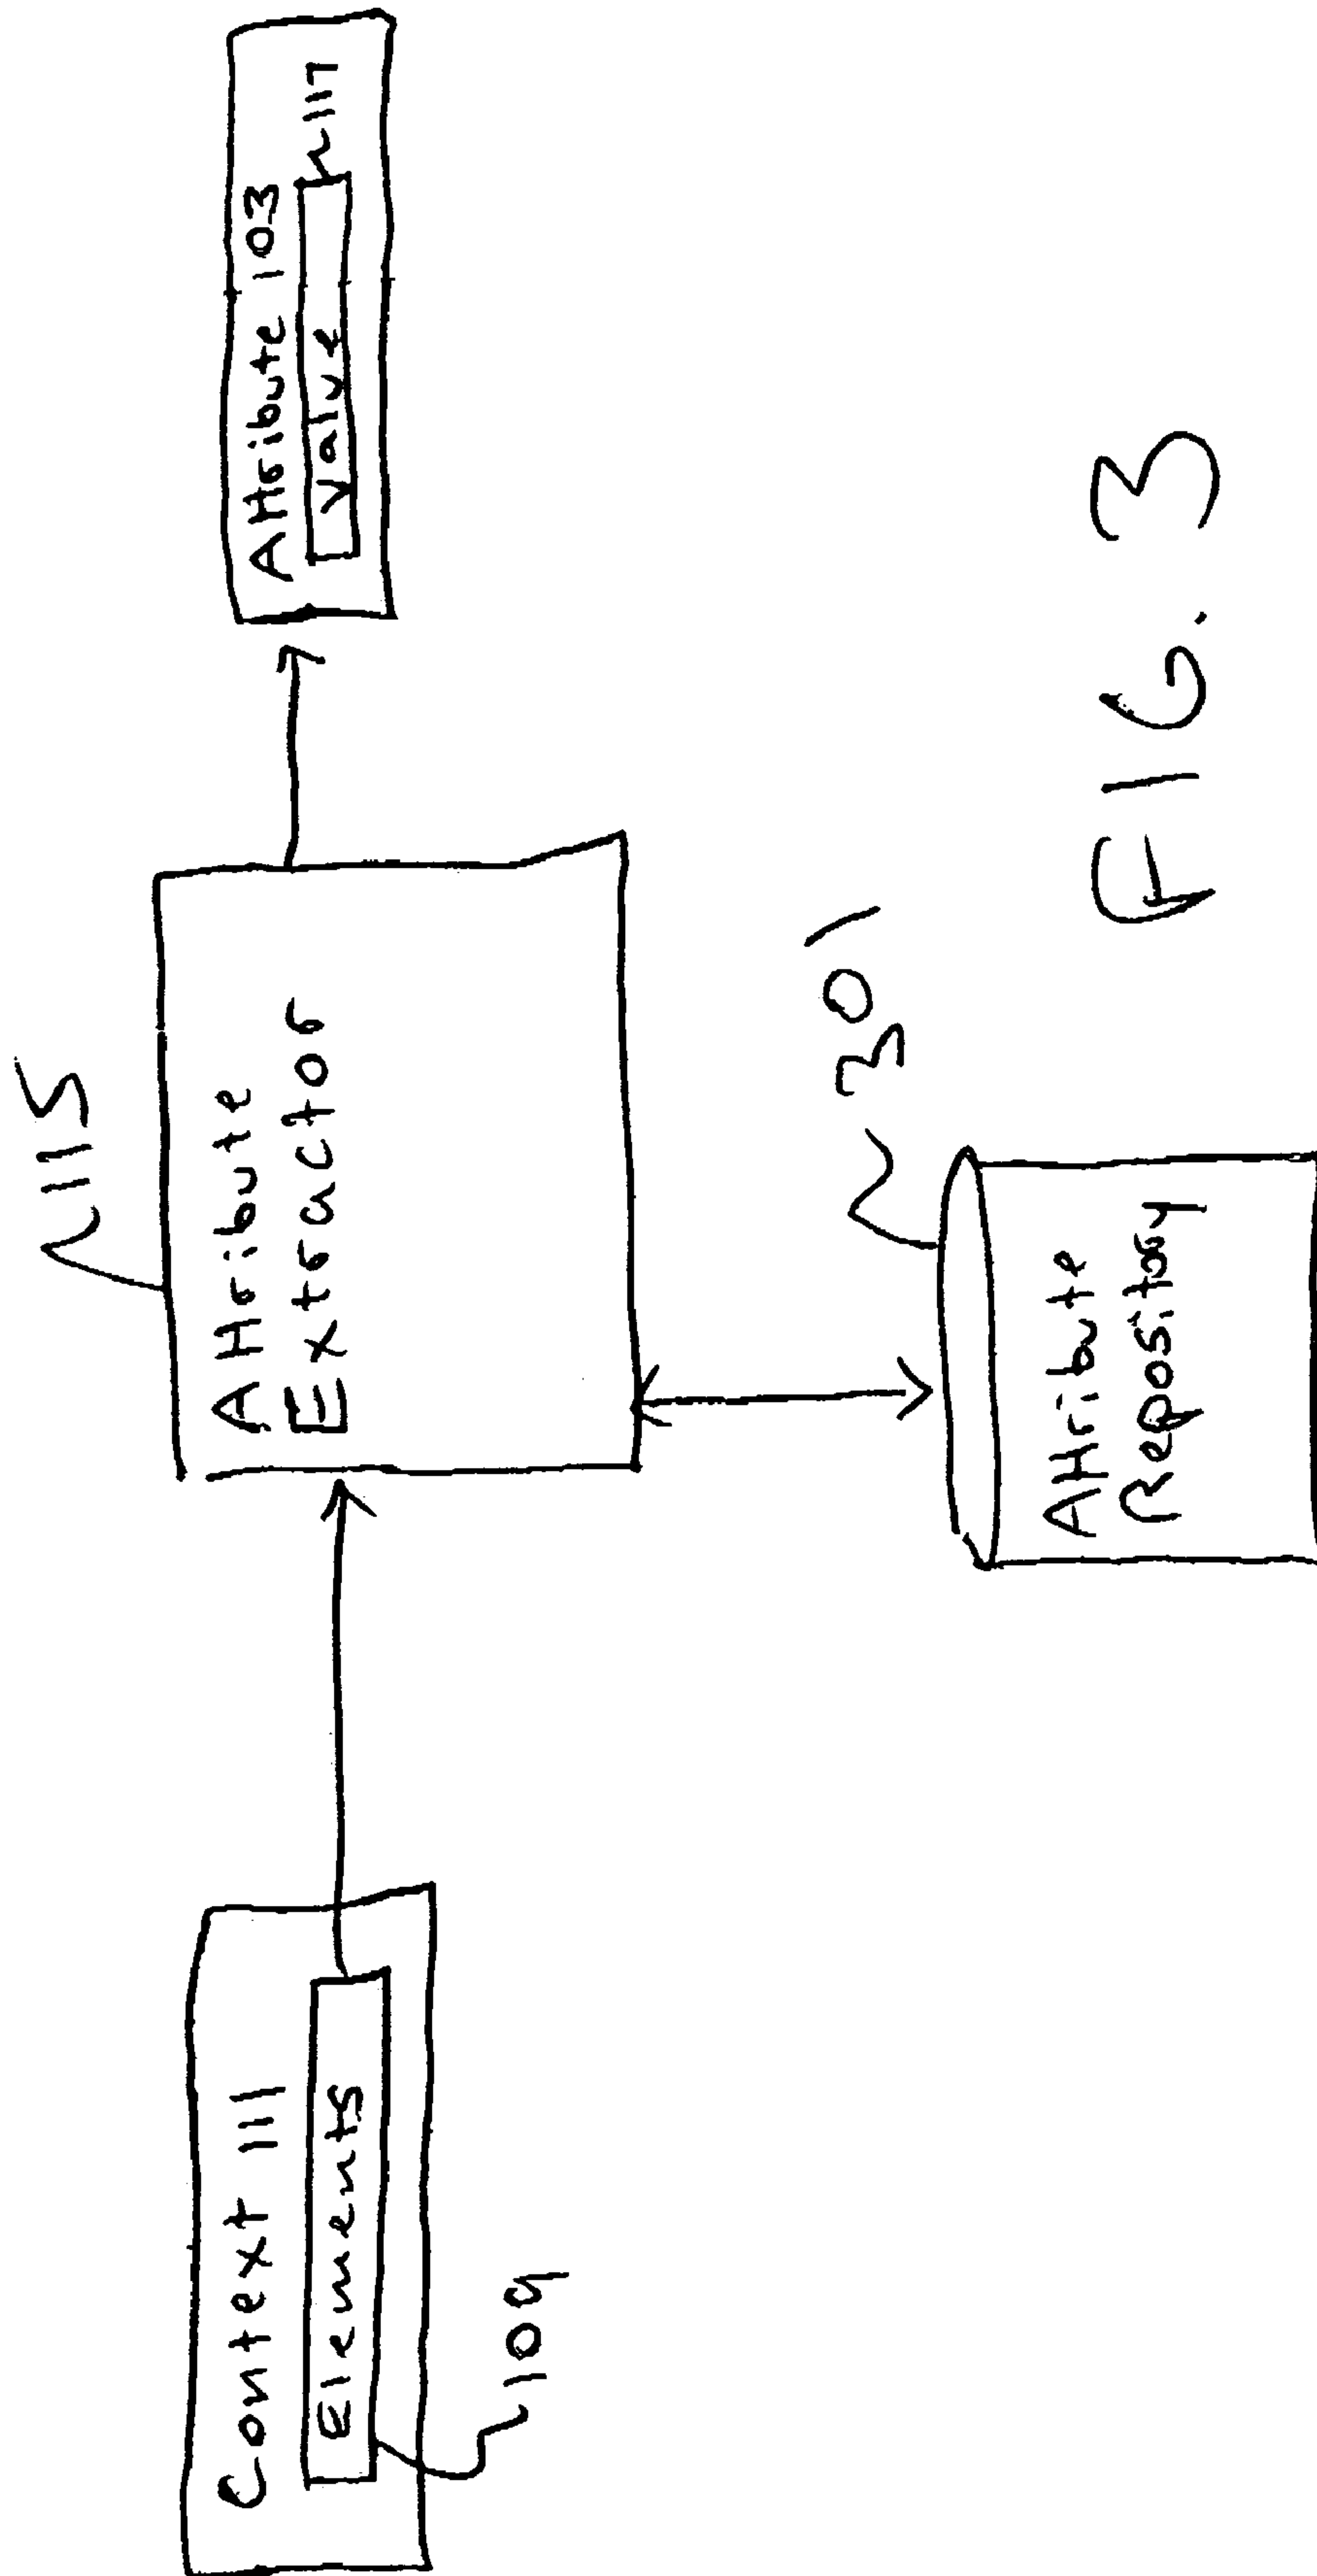 Context 111
Elements
109
115
Attribute
Extractor
301
Attribute
Repository
Attribute 103
Value
117
FIG. 3